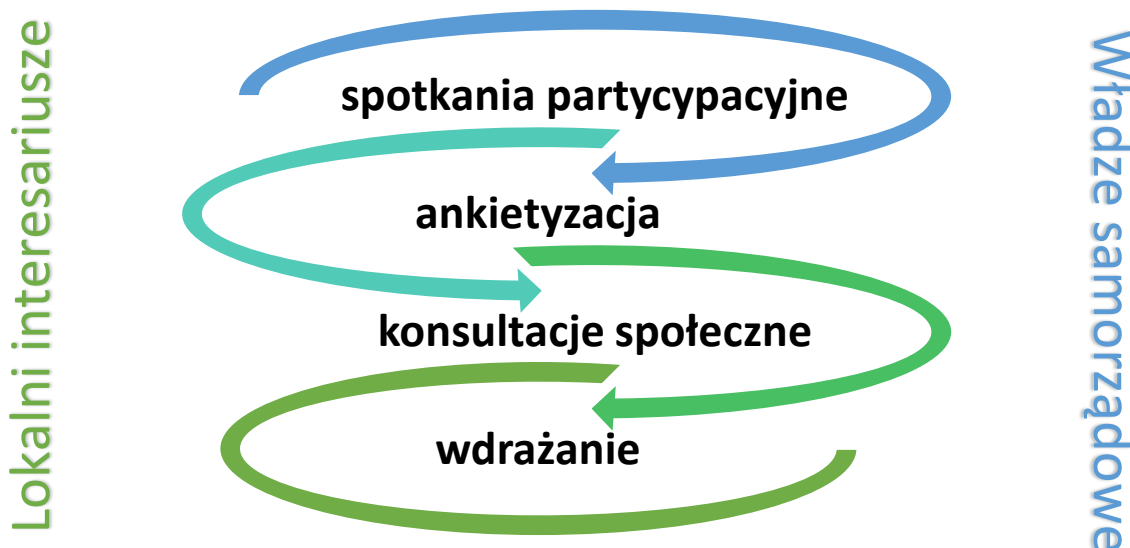 Lokalni interesariusze
spotkania partycypacyjne
ankietyzacja
konsultacje społeczne
wdrażanie
Władze samorządowe